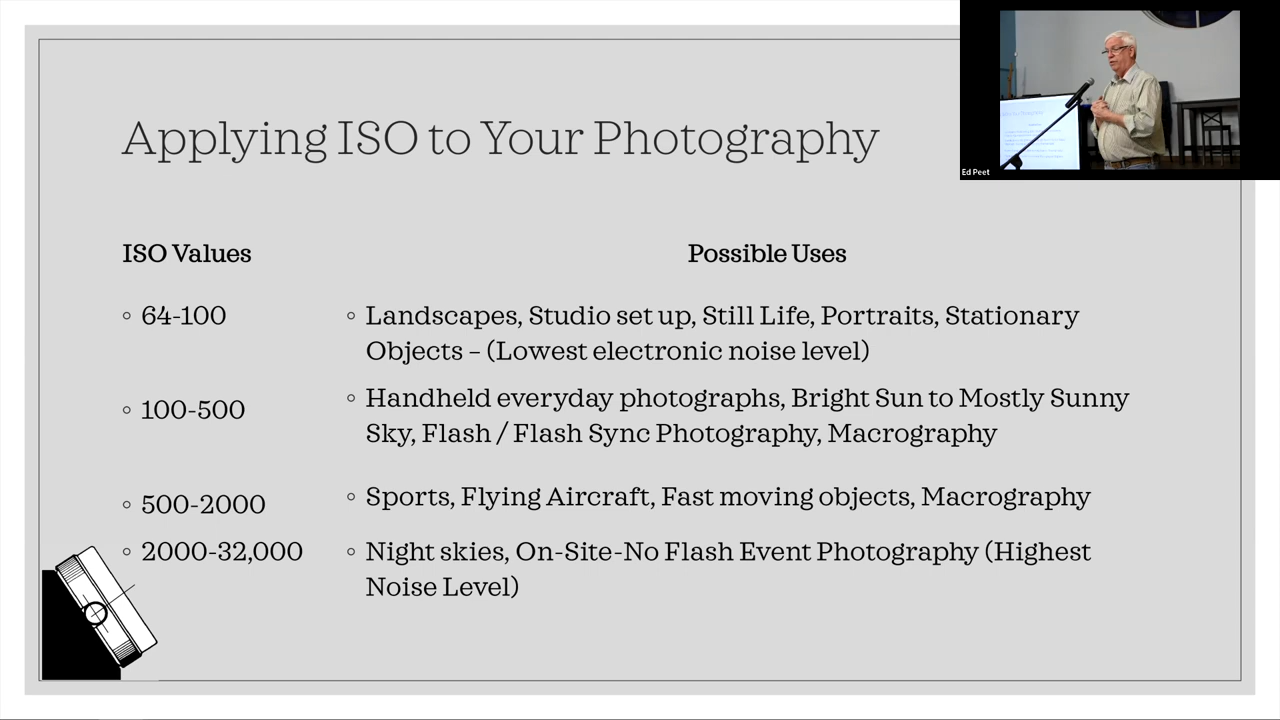 Applying ISO to Your Photography
Ed Peet
ISO Values
Possible Uses
◦ 64-100
◦ Landscapes, Studio set up, Still Life, Portraits, Stationary
Objects – (Lowest electronic noise level)
◦ 100-500
◦ Handheld everyday photographs, Bright Sun to Mostly Sunny
Sky, Flash / Flash Sync Photography, Macrography
◦ 500-2000
◦ Sports, Flying Aircraft, Fast moving objects, Macrography
◦ 2000-32,000
◦ Night skies, On-Site-No Flash Event Photography (Highest
Noise Level)